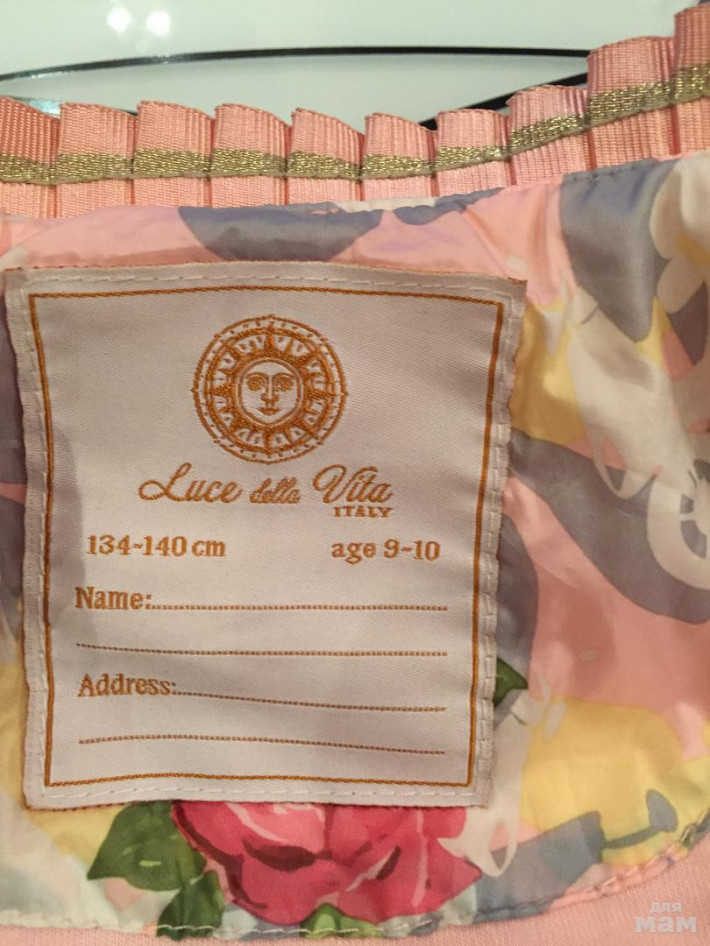 Luce della Vita
ITALY
134-140 cm age 9-10
Name:
Address:
для
мам